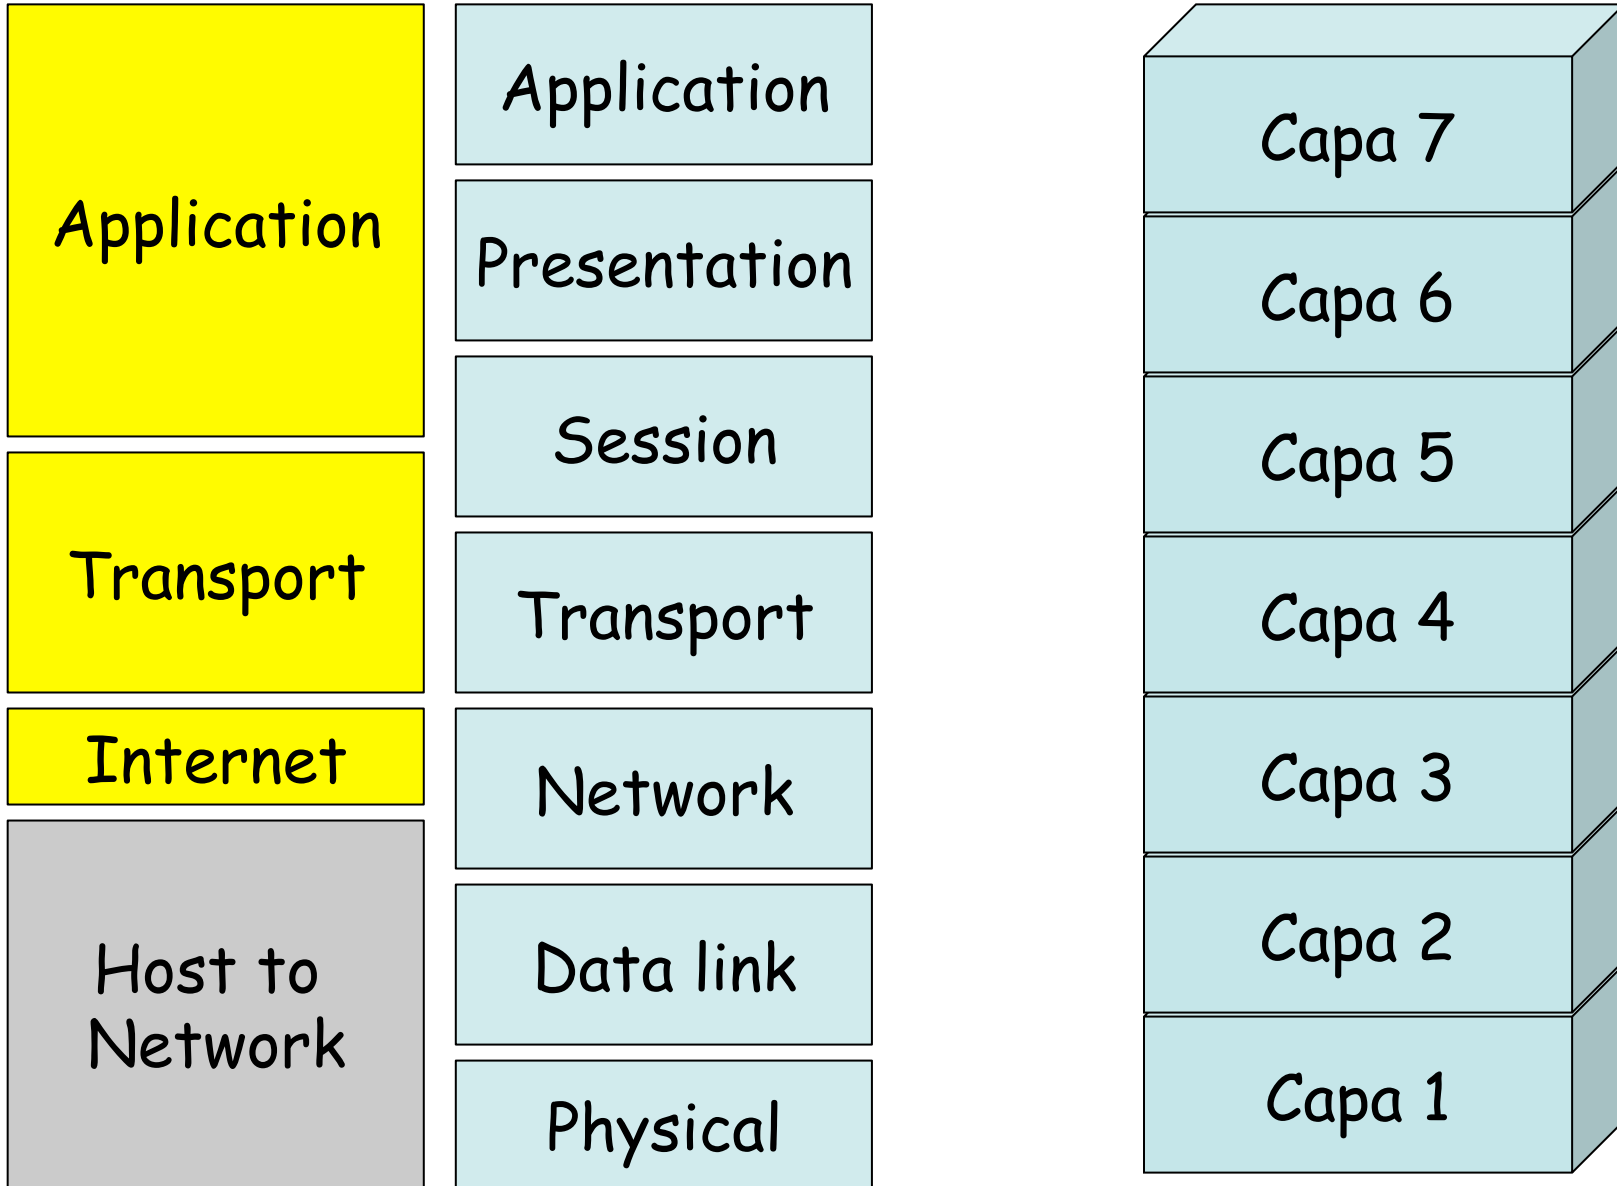 Application
Transport
Internet
Host to
Network
Application
Presentation
Session
Transport
Network
Data link
Physical
Capa 7
Capa 6
Capa 5
Capa 4
Capa 3
Capa 2
Capa 1